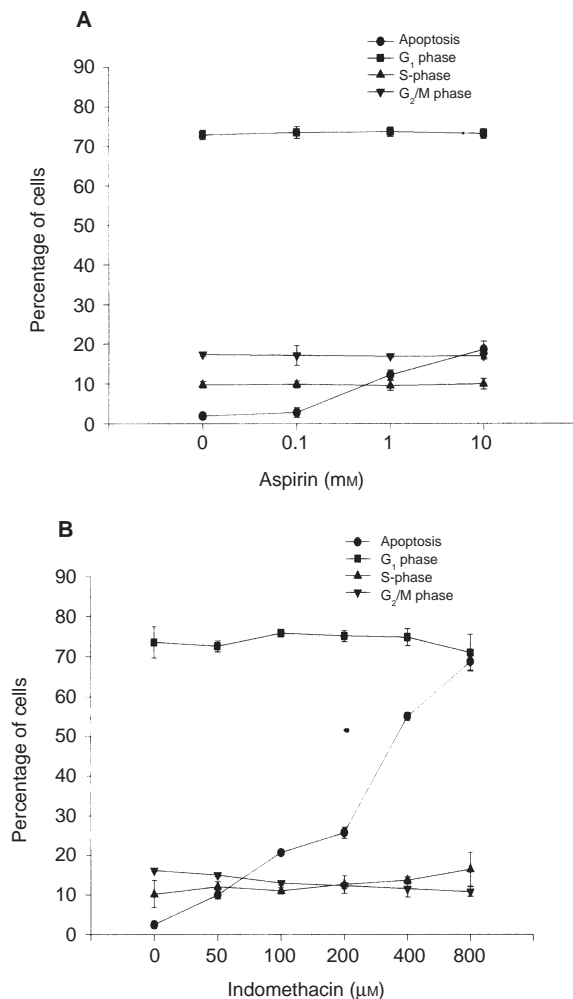 A
Apoptosis
G₁ phase
S-phase
G₂/M phase
90
80
70
60
50
40
30
20
10
0
Percentage of cells
0 0.1 1 10
Aspirin (mM)
B
Apoptosis
G₁ phase
S-phase
G₂/M phase
90
80
70
60
50
40
30
20
10
0
Percentage of cells
0 50 100 200 400 800
Indomethacin (μM)